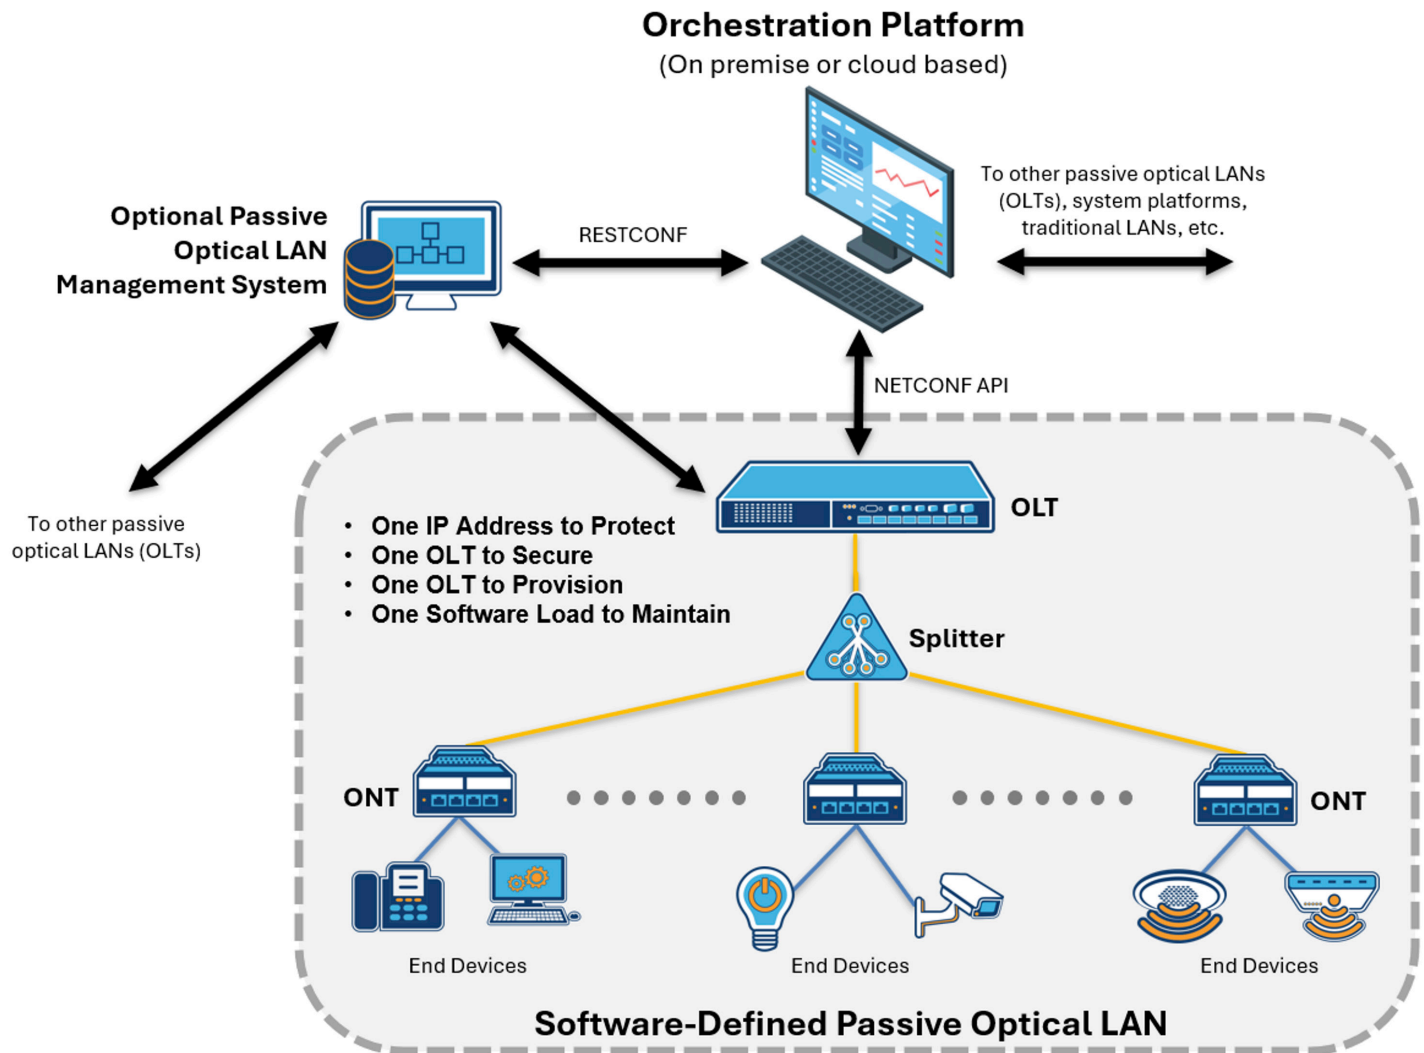 Orchestration Platform
(On premise or cloud based)
To other passive optical LANs
(OLTs), system platforms,
traditional LANs, etc.
Optional Passive
Optical LAN
Management System
RESTCONF
NETCONF API
To other passive
optical LANs (OLTs)
• One IP Address to Protect
• One OLT to Secure
• One OLT to Provision
• One Software Load to Maintain
OLT
Splitter
ONT
ONT
End Devices
End Devices
End Devices
Software-Defined Passive Optical LAN